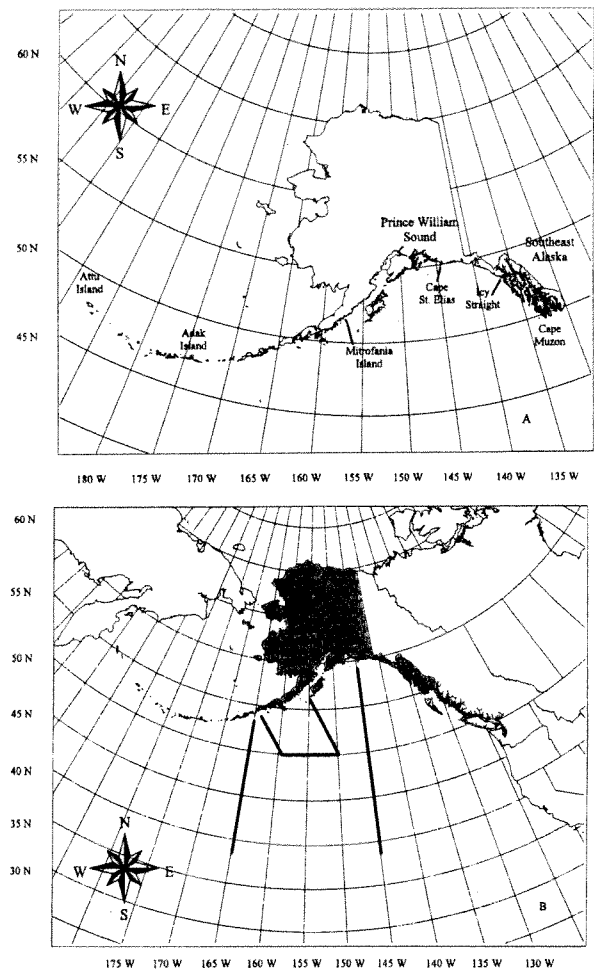 60 N
N
W E
S
55 N
50 N
45 N
Prince William
Sound
Southeast
Alaska
Attu
Island
Cape
St. Elias
Icy
Straight
Adak
Island
Mitrofania
Island
Cape
Muzon
A
180 W 175 W 170 W 165 W 160 W 155 W 150 W 145 W 140 W 135 W
60 N
55 N
50 N
45 N
40 N
35 N
30 N
N
W E
S
B
175 W 170 W 165 W 160 W 155 W 150 W 145 W 140 W 135 W 130 W